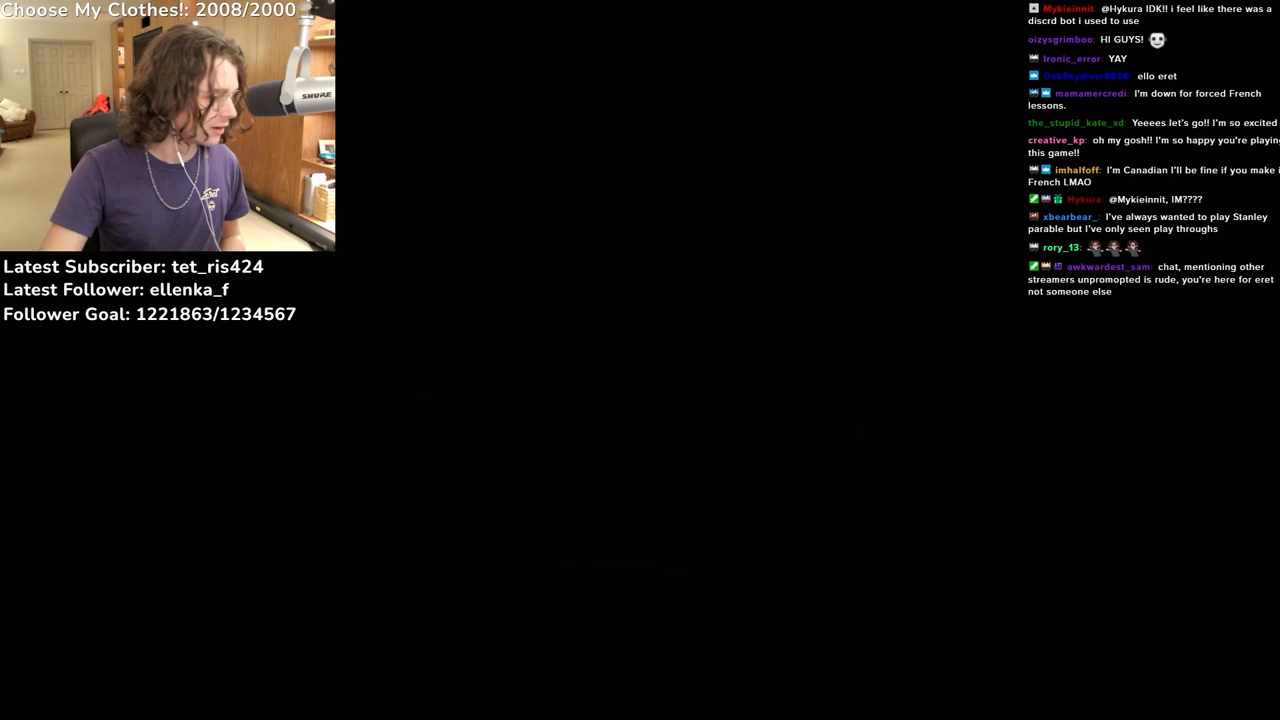 Choose My Clothes!: 2008/2000
SHURE
Eret
Latest Subscriber: tet_ris424
Latest Follower: ellenka_f
Follower Goal: 1221863/1234567
Mykieinnit: @Hykura IDK!! i feel like there was a
discrd bot i used to use
oizysgrimboo: HI GUYS!
Ironic_error: YAY
ello eret
mamamercredi: I'm down for forced French
lessons.
the_stupid_kate_xd: Yeeees let's go!! I'm so excited
creative_kp: oh my gosh!! I'm so happy you're playing
this game!!
imhalfoff: I'm Canadian I'll be fine if you make i
French LMAO
Hykura: @Mykieinnit, IM????
xbearbear_: I've always wanted to play Stanley
parable but I've only seen play throughs
rory_13:
awkwardest_sam: chat, mentioning other
streamers unpromopted is rude, you're here for eret
not someone else